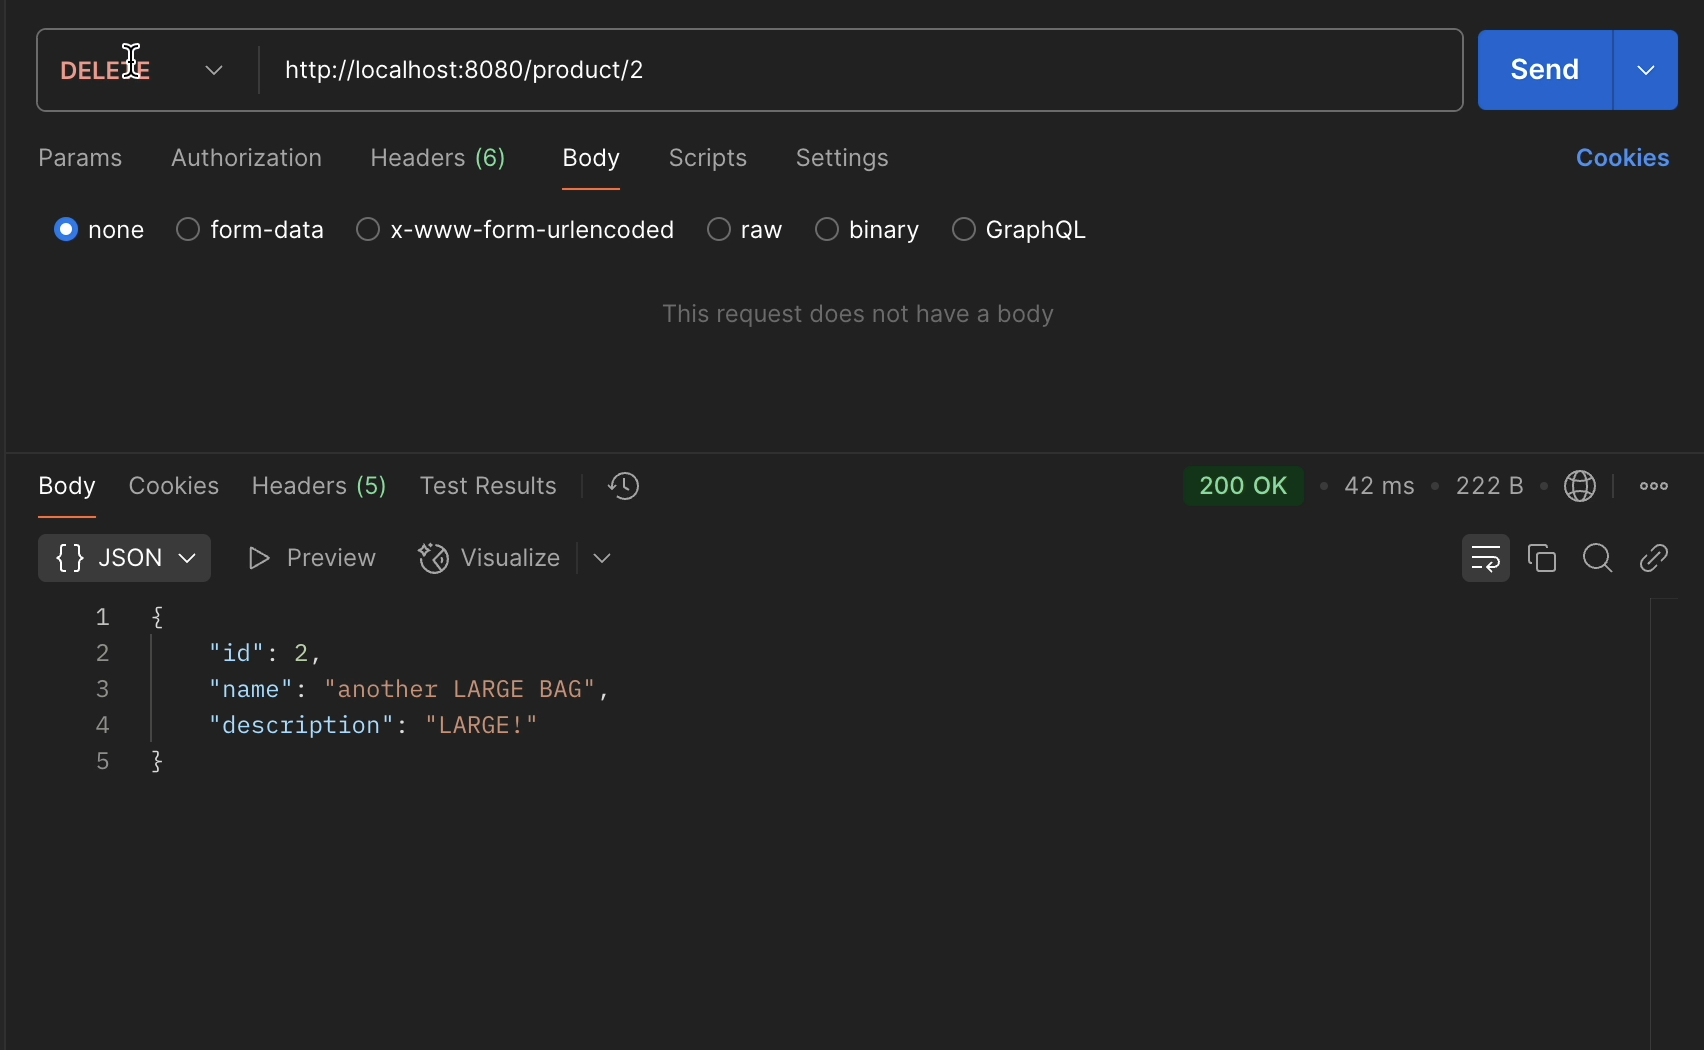 DELETE http://localhost:8080/product/2 Send
Params Authorization Headers (6) Body Scripts Settings Cookies
none form-data x-www-form-urlencoded raw binary GraphQL
This request does not have a body
Body Cookies Headers (5) Test Results 200 OK • 42 ms • 222 B •
{} JSON Preview Visualize
1 {
2 "id": 2,
3 "name": "another LARGE BAG",
4 "description": "LARGE!"
5 }